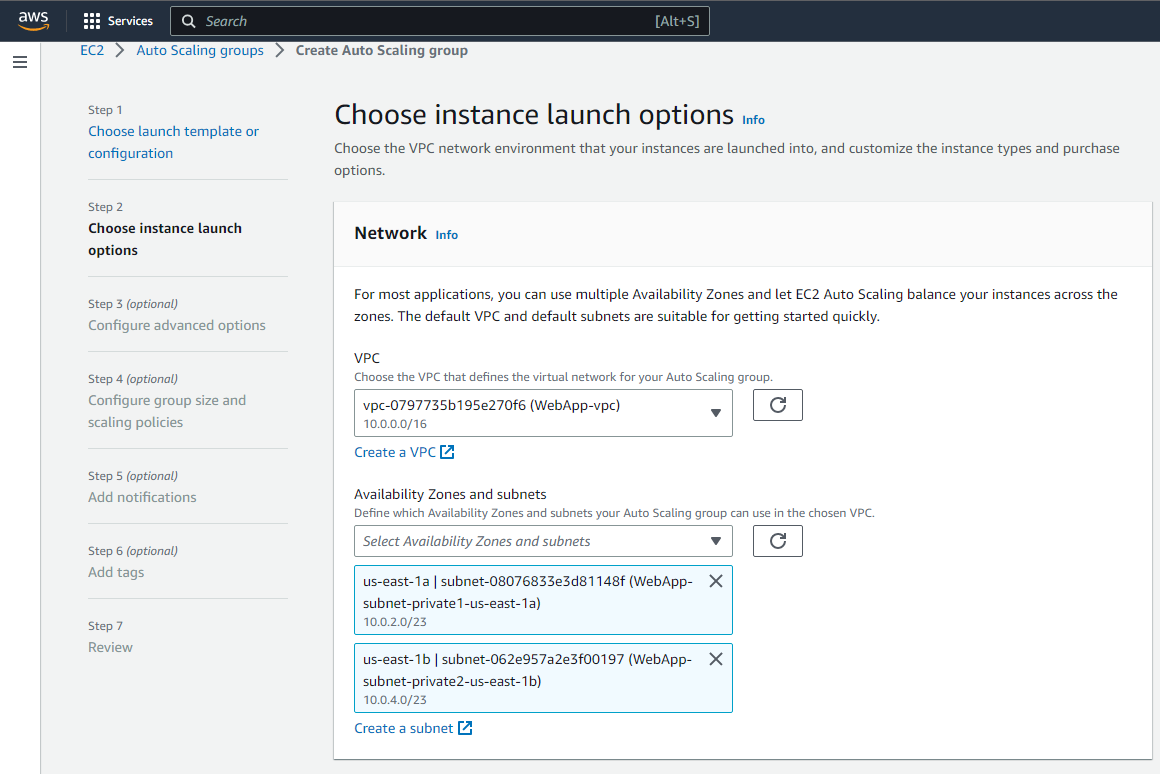 aws
Services
Search
[Alt+S]
EC2 > Auto Scaling groups > Create Auto Scaling group
Step 1
Choose launch template or
configuration
Step 2
Choose instance launch
options
Step 3 (optional)
Configure advanced options
Step 4 (optional)
Configure group size and
scaling policies
Step 5 (optional)
Add notifications
Step 6 (optional)
Add tags
Step 7
Review
Choose instance launch options Info
Choose the VPC network environment that your instances are launched into, and customize the instance types and purchase
options.
Network Info
For most applications, you can use multiple Availability Zones and let EC2 Auto Scaling balance your instances across the
zones. The default VPC and default subnets are suitable for getting started quickly.
VPC
Choose the VPC that defines the virtual network for your Auto Scaling group.
vpc-0797735b195e270f6 (WebApp-vpc)
10.0.0.0/16
Create a VPC
Availability Zones and subnets
Define which Availability Zones and subnets your Auto Scaling group can use in the chosen VPC.
Select Availability Zones and subnets
us-east-1a | subnet-08076833e3d81148f (WebApp-
subnet-private1-us-east-1a)
10.0.2.0/23
us-east-1b | subnet-062e957a2e3f00197 (WebApp-
subnet-private2-us-east-1b)
10.0.4.0/23
Create a subnet